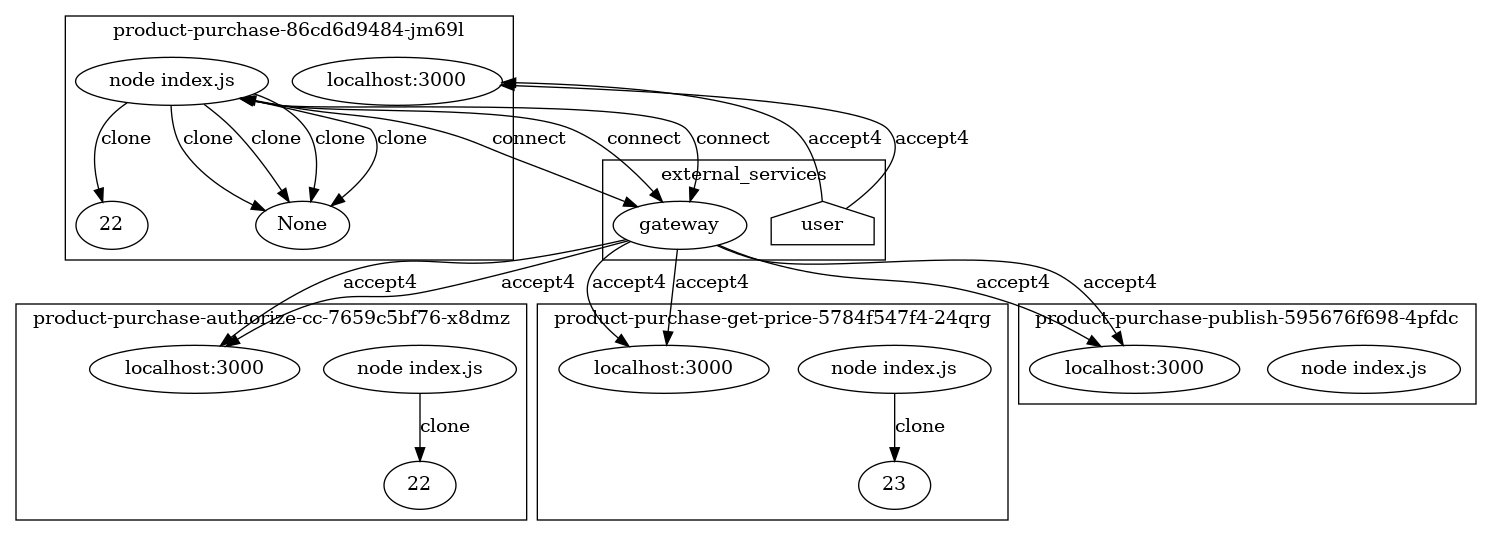 product-purchase-86cd6d9484-jm69l
node index.js
localhost:3000
clone
clone
clone
clone
clone
connect
connect
connect
accept4
accept4
external_services
22
None
gateway
user
accept4
accept4
accept4
accept4
accept4
accept4
product-purchase-authorize-cc-7659c5bf76-x8dmz
product-purchase-get-price-5784f547f4-24qrg
product-purchase-publish-595676f698-4pfdc
localhost:3000
node index.js
localhost:3000
node index.js
localhost:3000
node index.js
clone
clone
22
23